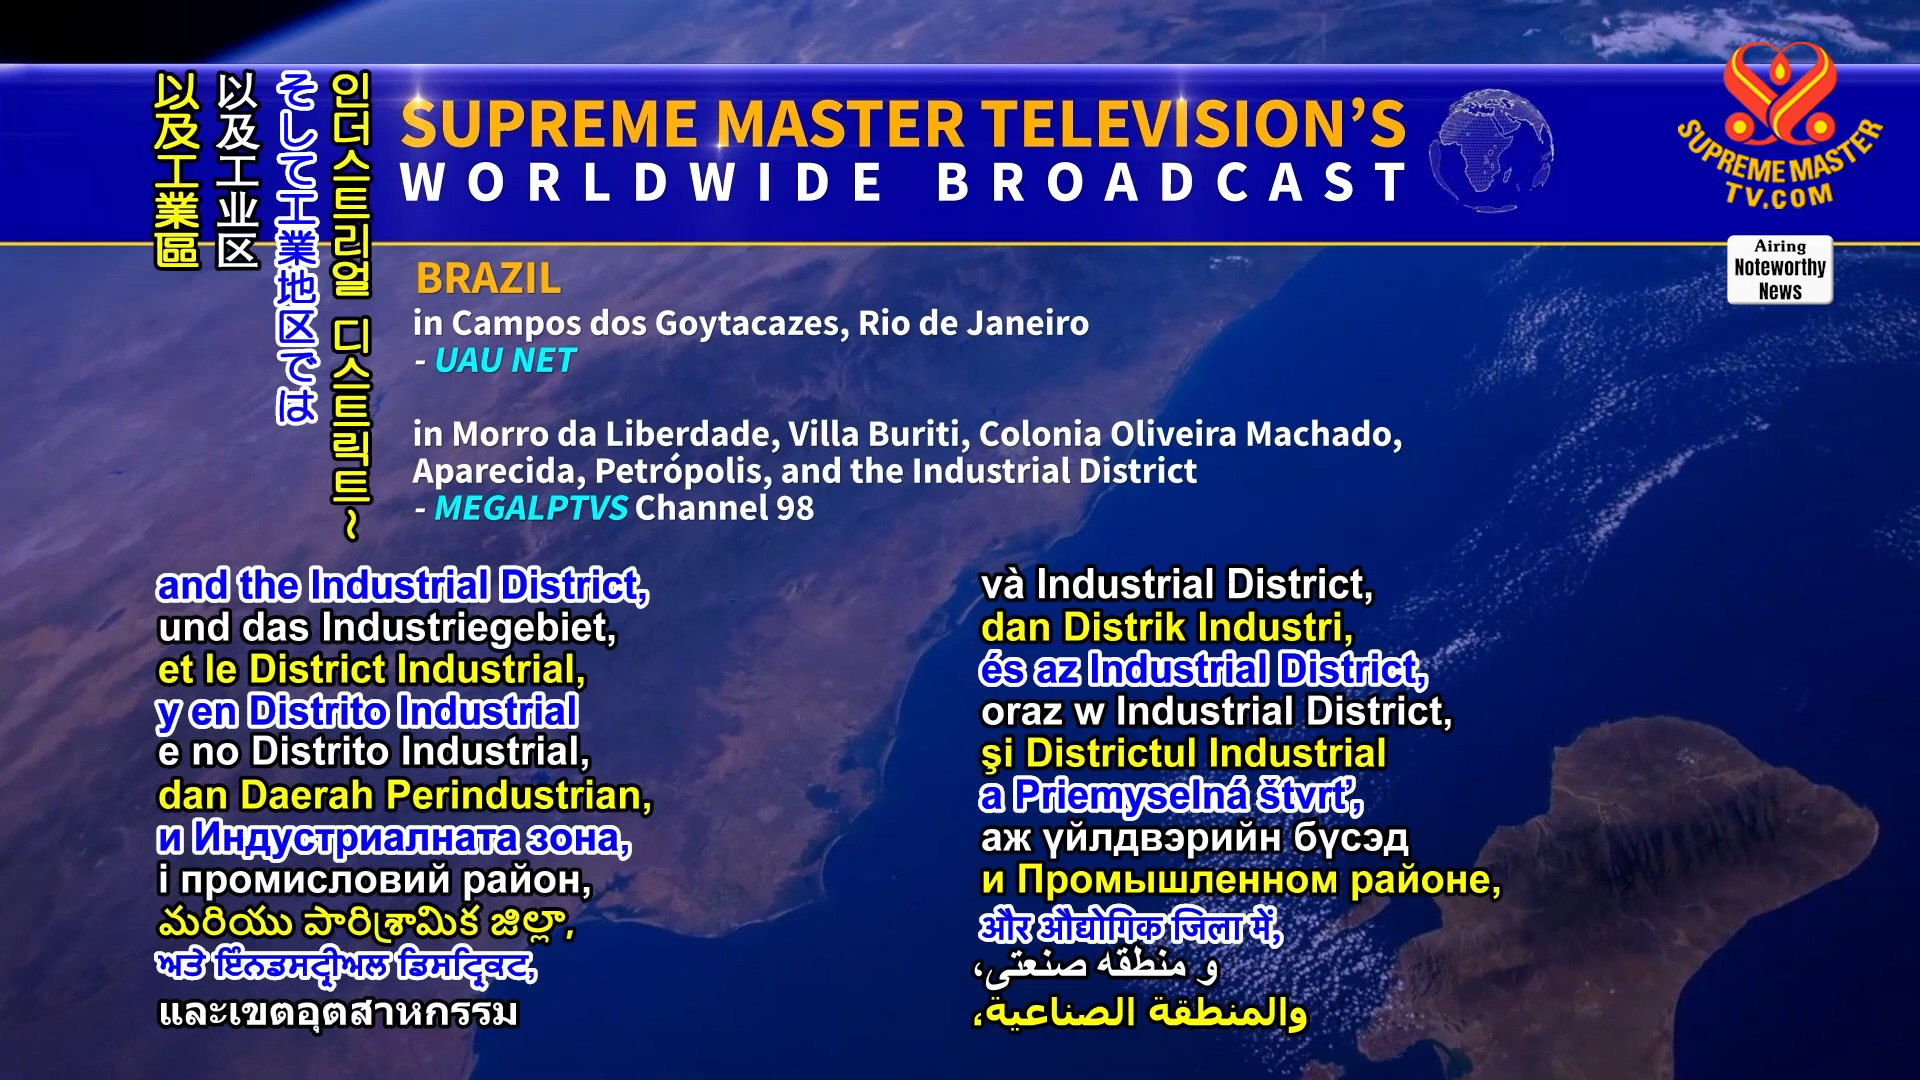 以及工業區
以及工业区
そして工業地区では
인더스트리얼 디스트릭트~
SUPREME MASTER TELEVISION'S
WORLDWIDE BROADCAST
SUPREME MASTER
TV.COM
Airing
Noteworthy
News
BRAZIL
in Campos dos Goytacazes, Rio de Janeiro
- UAU NET
in Morro da Liberdade, Villa Buriti, Colonia Oliveira Machado,
Aparecida, Petrópolis, and the Industrial District
- MEGALPTVS Channel 98
and the Industrial District,
und das Industriegebiet,
et le District Industrial,
y en Distrito Industrial
e no Distrito Industrial,
dan Daerah Perindustrian,
и Индустриалната зона,
і промисловий район,
మరియు పారిశ్రామిక జిల్లా,
ਅਤੇ ਇੰਨਡਸਟ੍ਰੀਅਲ ਡਿਸਟ੍ਰਿਕਟ,
และเขตอุตสาหกรรม
và Industrial District,
dan Distrik Industri,
és az Industrial District,
oraz w Industrial District,
şi Districtul Industrial
a Priemyselná štvrť,
аж үйлдвэрийн бүсэд
и Промышленном районе,
और औद्योगिक जिला में,
و منطقه صنعتی،
والمنطقة الصناعية،